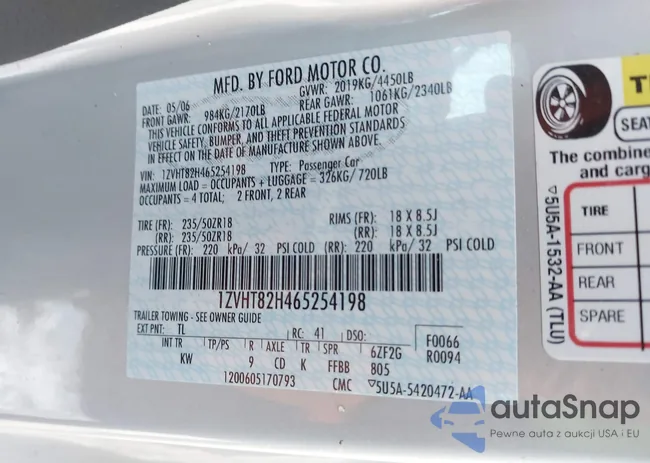 MFD. BY FORD MOTOR CO.
DATE: 05/06 GVWR: 2019KG/4450LB
FRONT GAWR: 984KG/2170LB REAR GAWR: 1061KG/2340LB
THIS VEHICLE CONFORMS TO ALL APPLICABLE FEDERAL MOTOR
VEHICLE SAFETY, BUMPER, AND THEFT PREVENTION STANDARDS
IN EFFECT ON THE DATE OF MANUFACTURE SHOWN ABOVE.
VIN: 1ZVHT82H465254198 TYPE: Passenger Car
MAXIMUM LOAD = OCCUPANTS + LUGGAGE = 326KG/720LB
OCCUPANTS = 4 TOTAL; 2 FRONT, 2 REAR
TIRE (FR): 235/50ZR18 RIMS (FR): 18 X 8.5J
(RR): 235/50ZR18 (RR): 18 X 8.5J
PRESSURE (FR): 220 kPa/ 32 PSI COLD (RR): 220 kPa/ 32 PSI COLD
1ZVHT82H465254198
TRAILER TOWING - SEE OWNER GUIDE
EXT PNT: TL RC: 41 DSO: F0066
INT TR TP/PS R AXLE TR SPR 6ZF2G R0094
KW 9 CD K FFBB 805
1200605170793 CMC ▽5U5A-5420472-AA
SEA
The combine
and carg
TIRE
FRONT
REAR
SPARE
▽5U5A-1532-AA (TLU)
autaSnap
Pewne auta z aukcji USA i EU